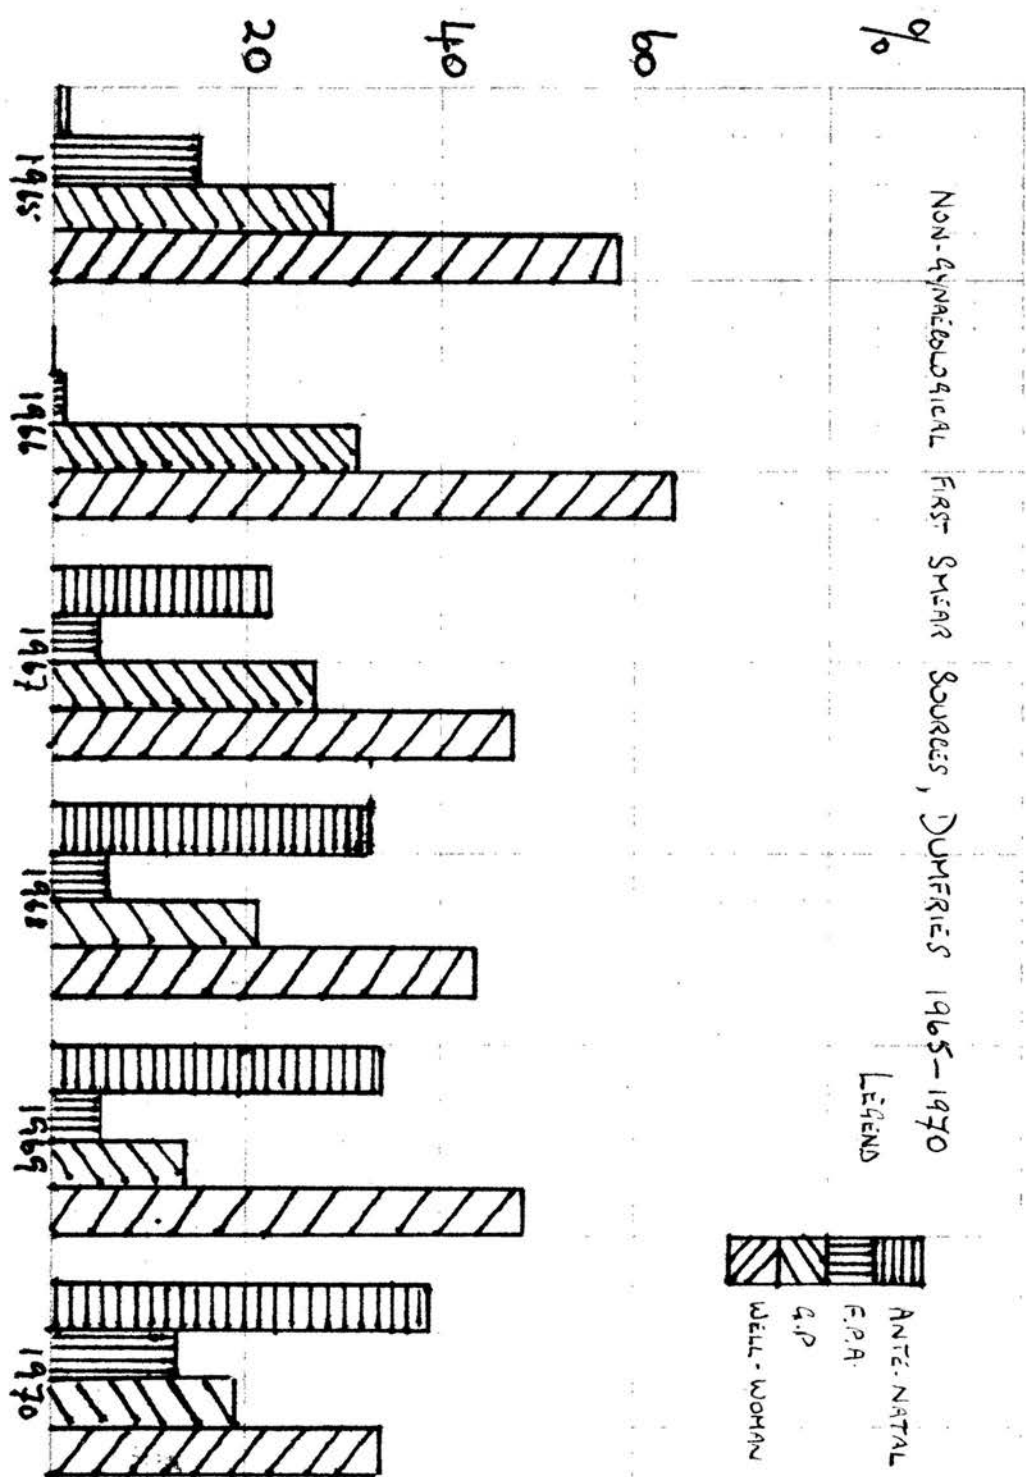 NON-GYNAECOLOGICAL FIRST SMEAR SOURCES, DUMFRIES 1965-1970
LEGEND
ANTE-NATAL
F.P.A.
G.P
WELL-WOMAN
%
60
40
20
1965
1966
1967
1968
1969
1970